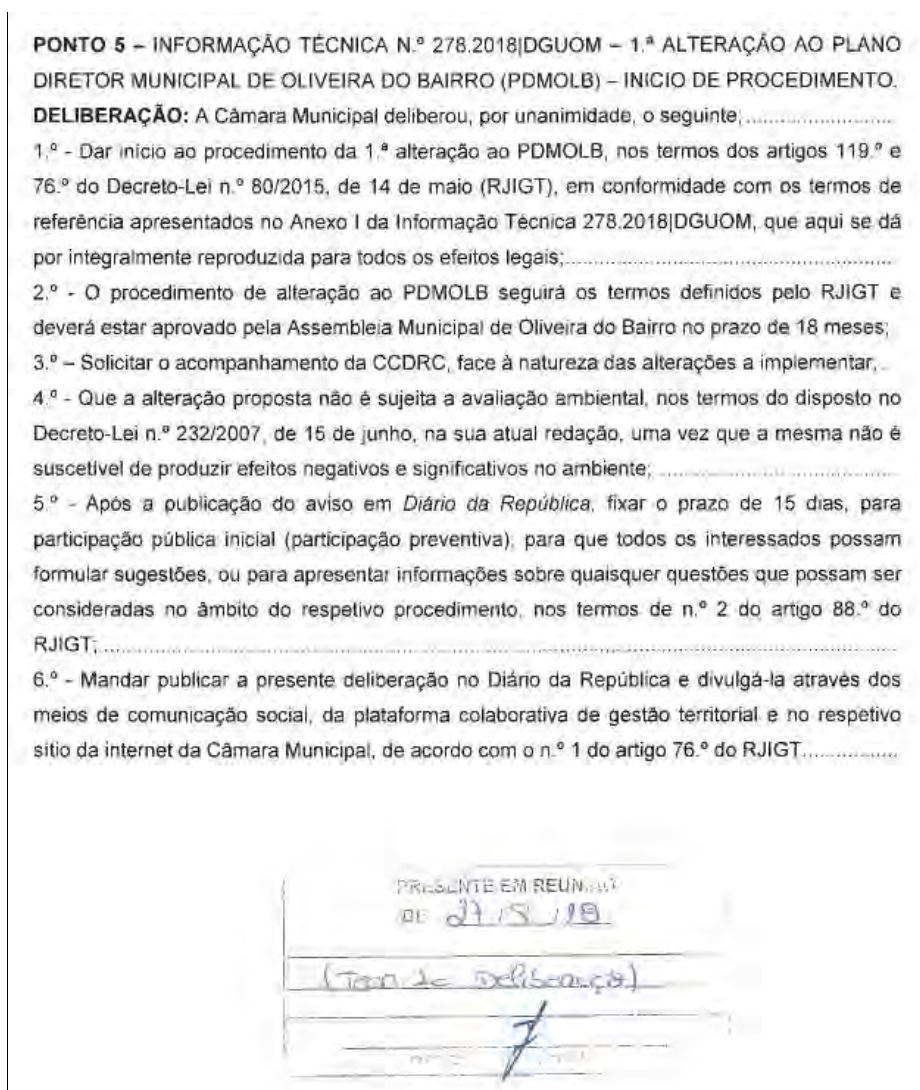 PONTO 5 – INFORMAÇÃO TÉCNICA N.º 278.2018|DGUOM – 1.ª ALTERAÇÃO AO PLANO
DIRETOR MUNICIPAL DE OLIVEIRA DO BAIRRO (PDMOLB) – INICIO DE PROCEDIMENTO.
DELIBERAÇÃO: A Câmara Municipal deliberou, por unanimidade, o seguinte;
1.º - Dar início ao procedimento da 1.ª alteração ao PDMOLB, nos termos dos artigos 119.º e
76.º do Decreto-Lei n.º 80/2015, de 14 de maio (RJIGT), em conformidade com os termos de
referência apresentados no Anexo I da Informação Técnica 278.2018|DGUOM, que aqui se dá
por integralmente reproduzida para todos os efeitos legais;
2.º - O procedimento de alteração ao PDMOLB seguirá os termos definidos pelo RJIGT e
deverá estar aprovado pela Assembleia Municipal de Oliveira do Bairro no prazo de 18 meses;
3.º – Solicitar o acompanhamento da CCDRC, face à natureza das alterações a implementar;
4.º - Que a alteração proposta não é sujeita a avaliação ambiental, nos termos do disposto no
Decreto-Lei n.º 232/2007, de 15 de junho, na sua atual redação, uma vez que a mesma não é
suscetível de produzir efeitos negativos e significativos no ambiente;
5.º - Após a publicação do aviso em Diário da República, fixar o prazo de 15 dias, para
participação pública inicial (participação preventiva), para que todos os interessados possam
formular sugestões, ou para apresentar informações sobre quaisquer questões que possam ser
consideradas no âmbito do respetivo procedimento, nos termos de n.º 2 do artigo 88.º do
RJIGT;
6.º - Mandar publicar a presente deliberação no Diário da República e divulgá-la através dos
meios de comunicação social, da plataforma colaborativa de gestão territorial e no respetivo
sítio da internet da Câmara Municipal, de acordo com o n.º 1 do artigo 76.º do RJIGT.
PRESENTE EM REUNIÃO
DE 27 / / 18
Deliberação)